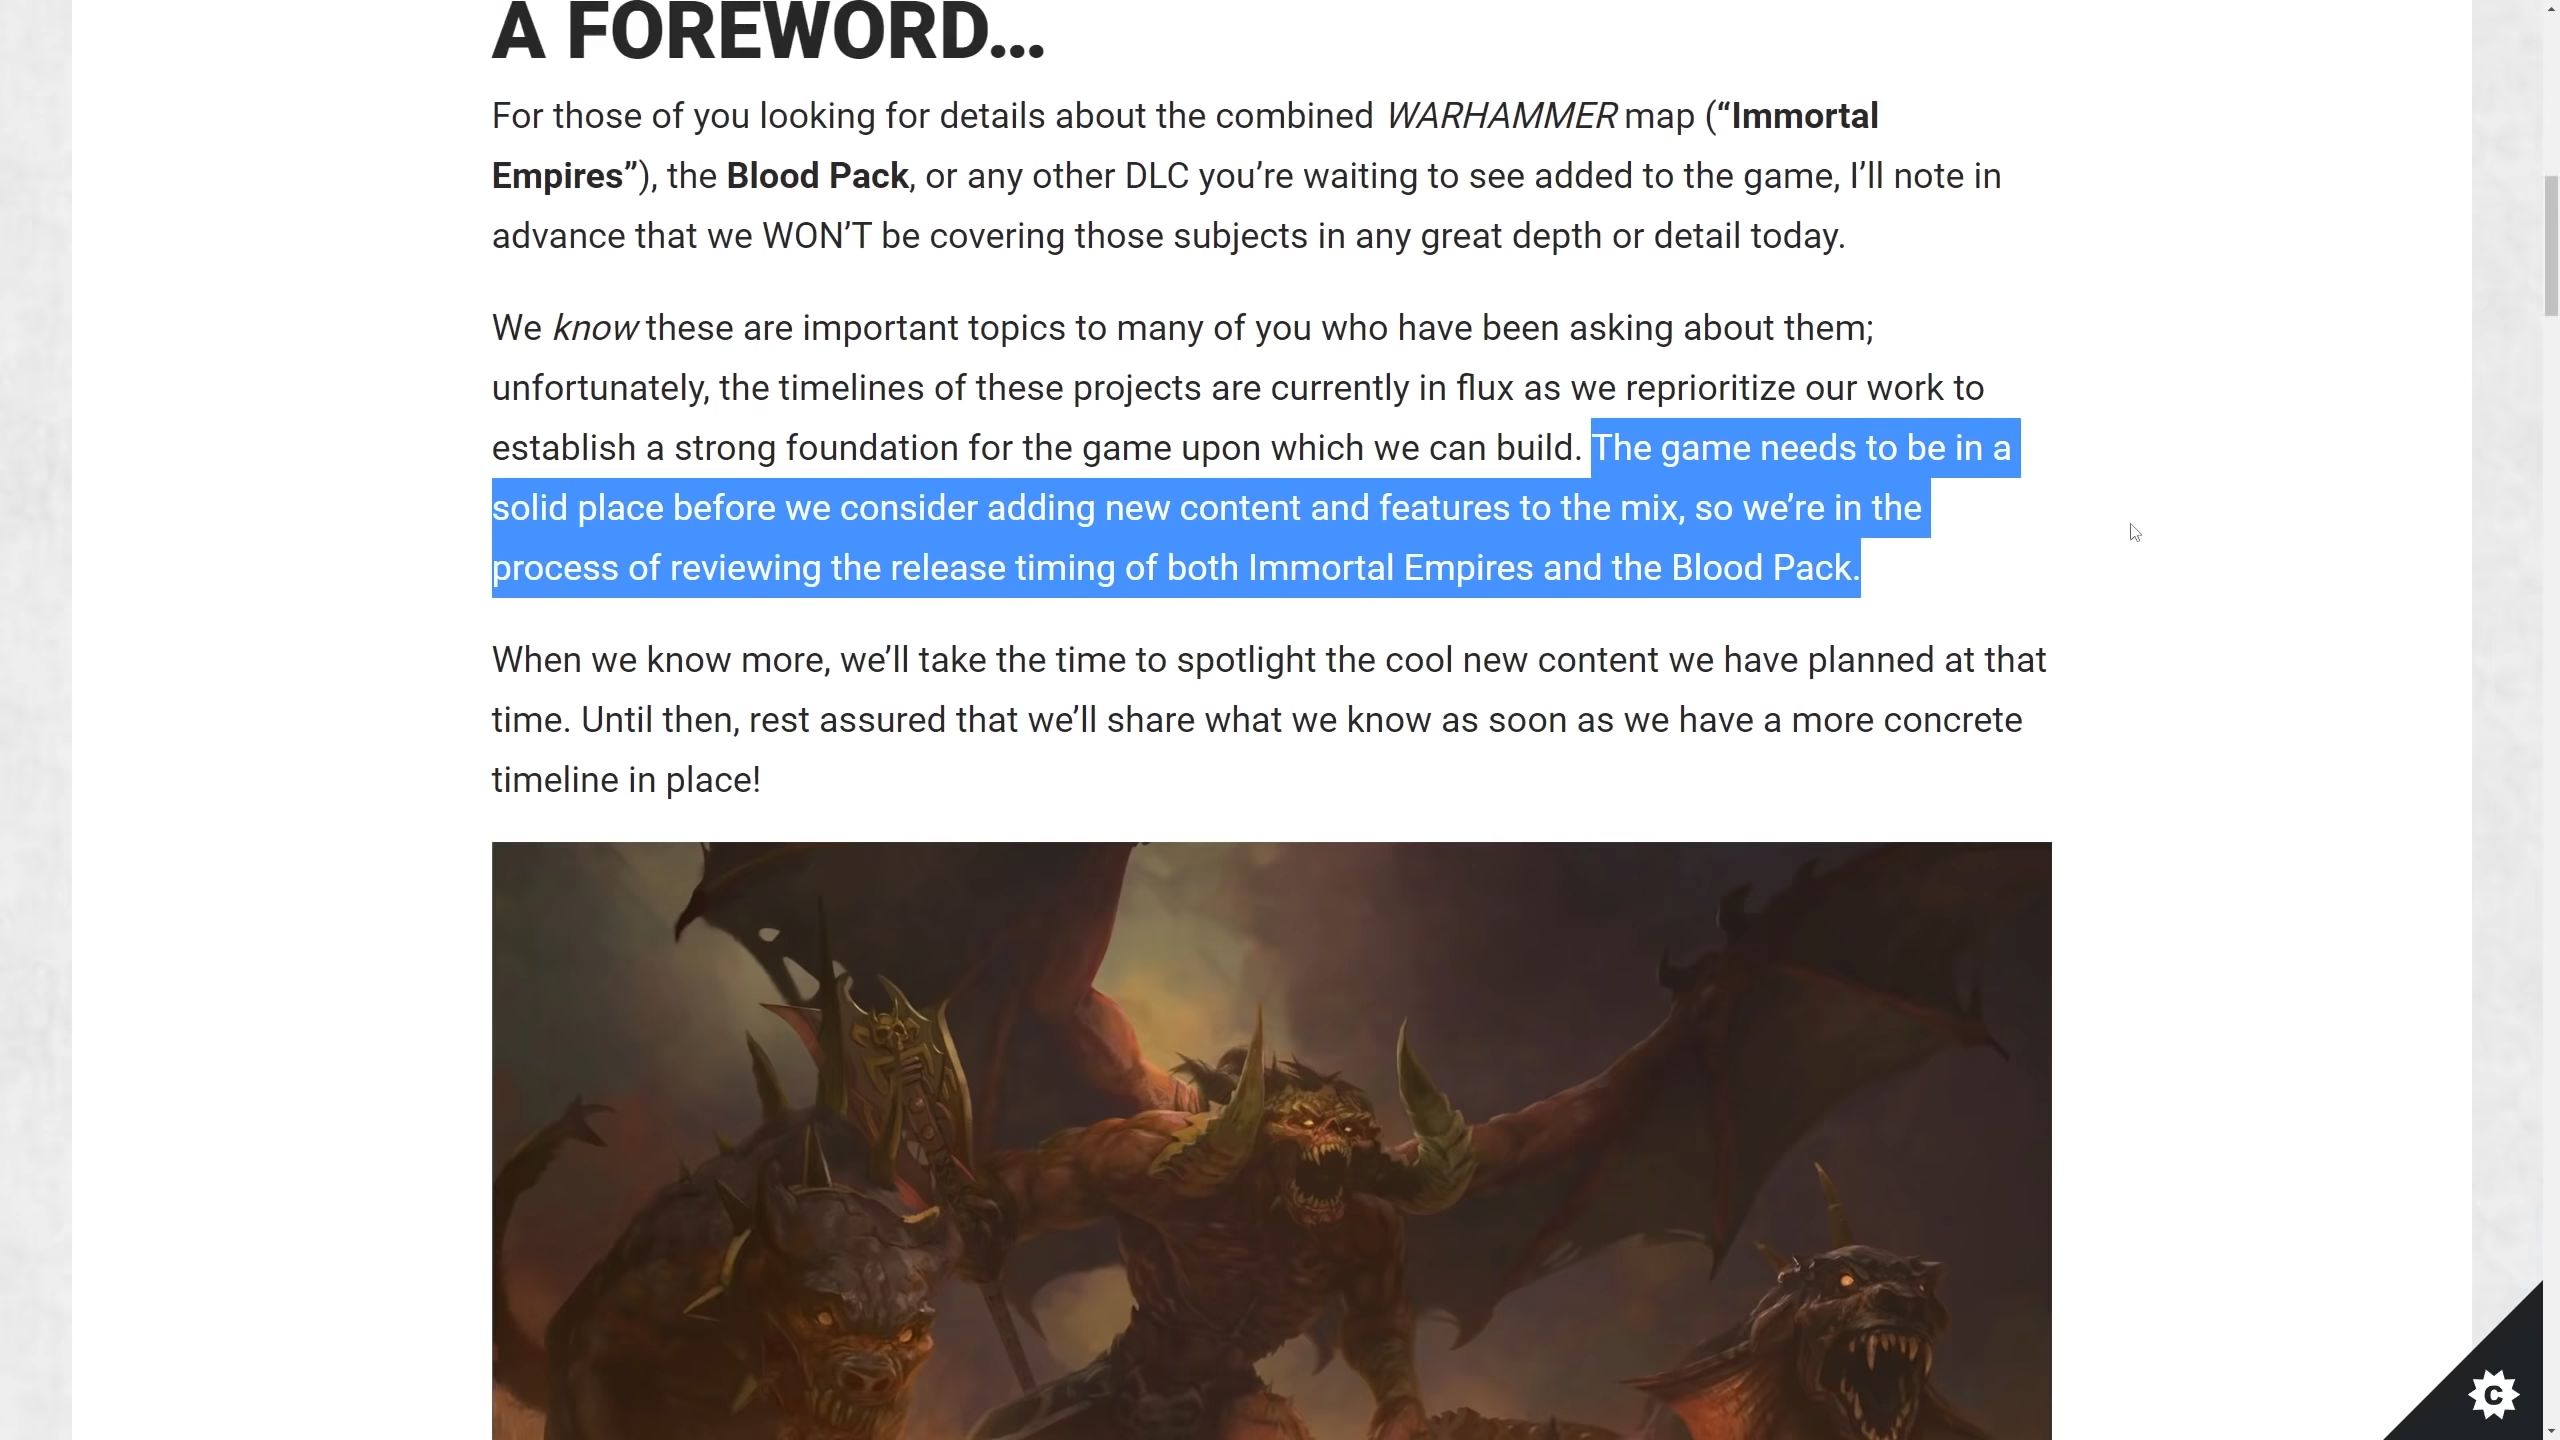 A FOREWORD…
For those of you looking for details about the combined WARHAMMER map (“Immortal
Empires”), the Blood Pack, or any other DLC you’re waiting to see added to the game, I’ll note in
advance that we WON’T be covering those subjects in any great depth or detail today.
We know these are important topics to many of you who have been asking about them;
unfortunately, the timelines of these projects are currently in flux as we reprioritize our work to
establish a strong foundation for the game upon which we can build. The game needs to be in a
solid place before we consider adding new content and features to the mix, so we’re in the
process of reviewing the release timing of both Immortal Empires and the Blood Pack.
When we know more, we’ll take the time to spotlight the cool new content we have planned at that
time. Until then, rest assured that we’ll share what we know as soon as we have a more concrete
timeline in place!
C